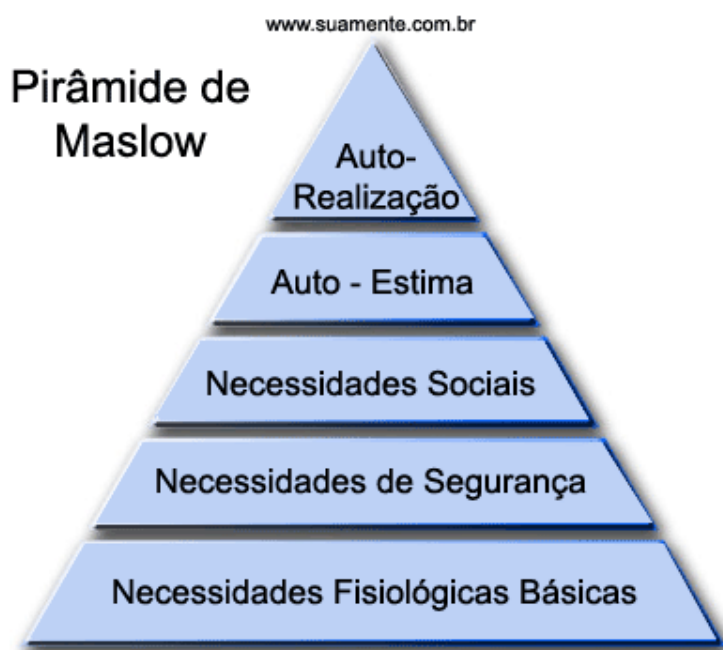 www.suamente.com.br
Pirâmide de
Maslow
Auto-
Realização
Auto - Estima
Necessidades Sociais
Necessidades de Segurança
Necessidades Fisiológicas Básicas